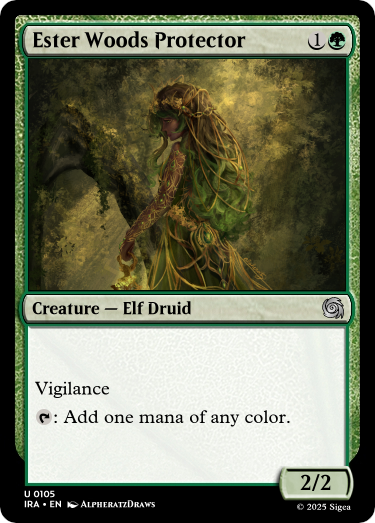 Ester Woods Protector 1
Creature — Elf Druid
Vigilance
: Add one mana of any color.
2/2
U 0105
IRA • EN AlpheratzDraws
© 2025 Sigea